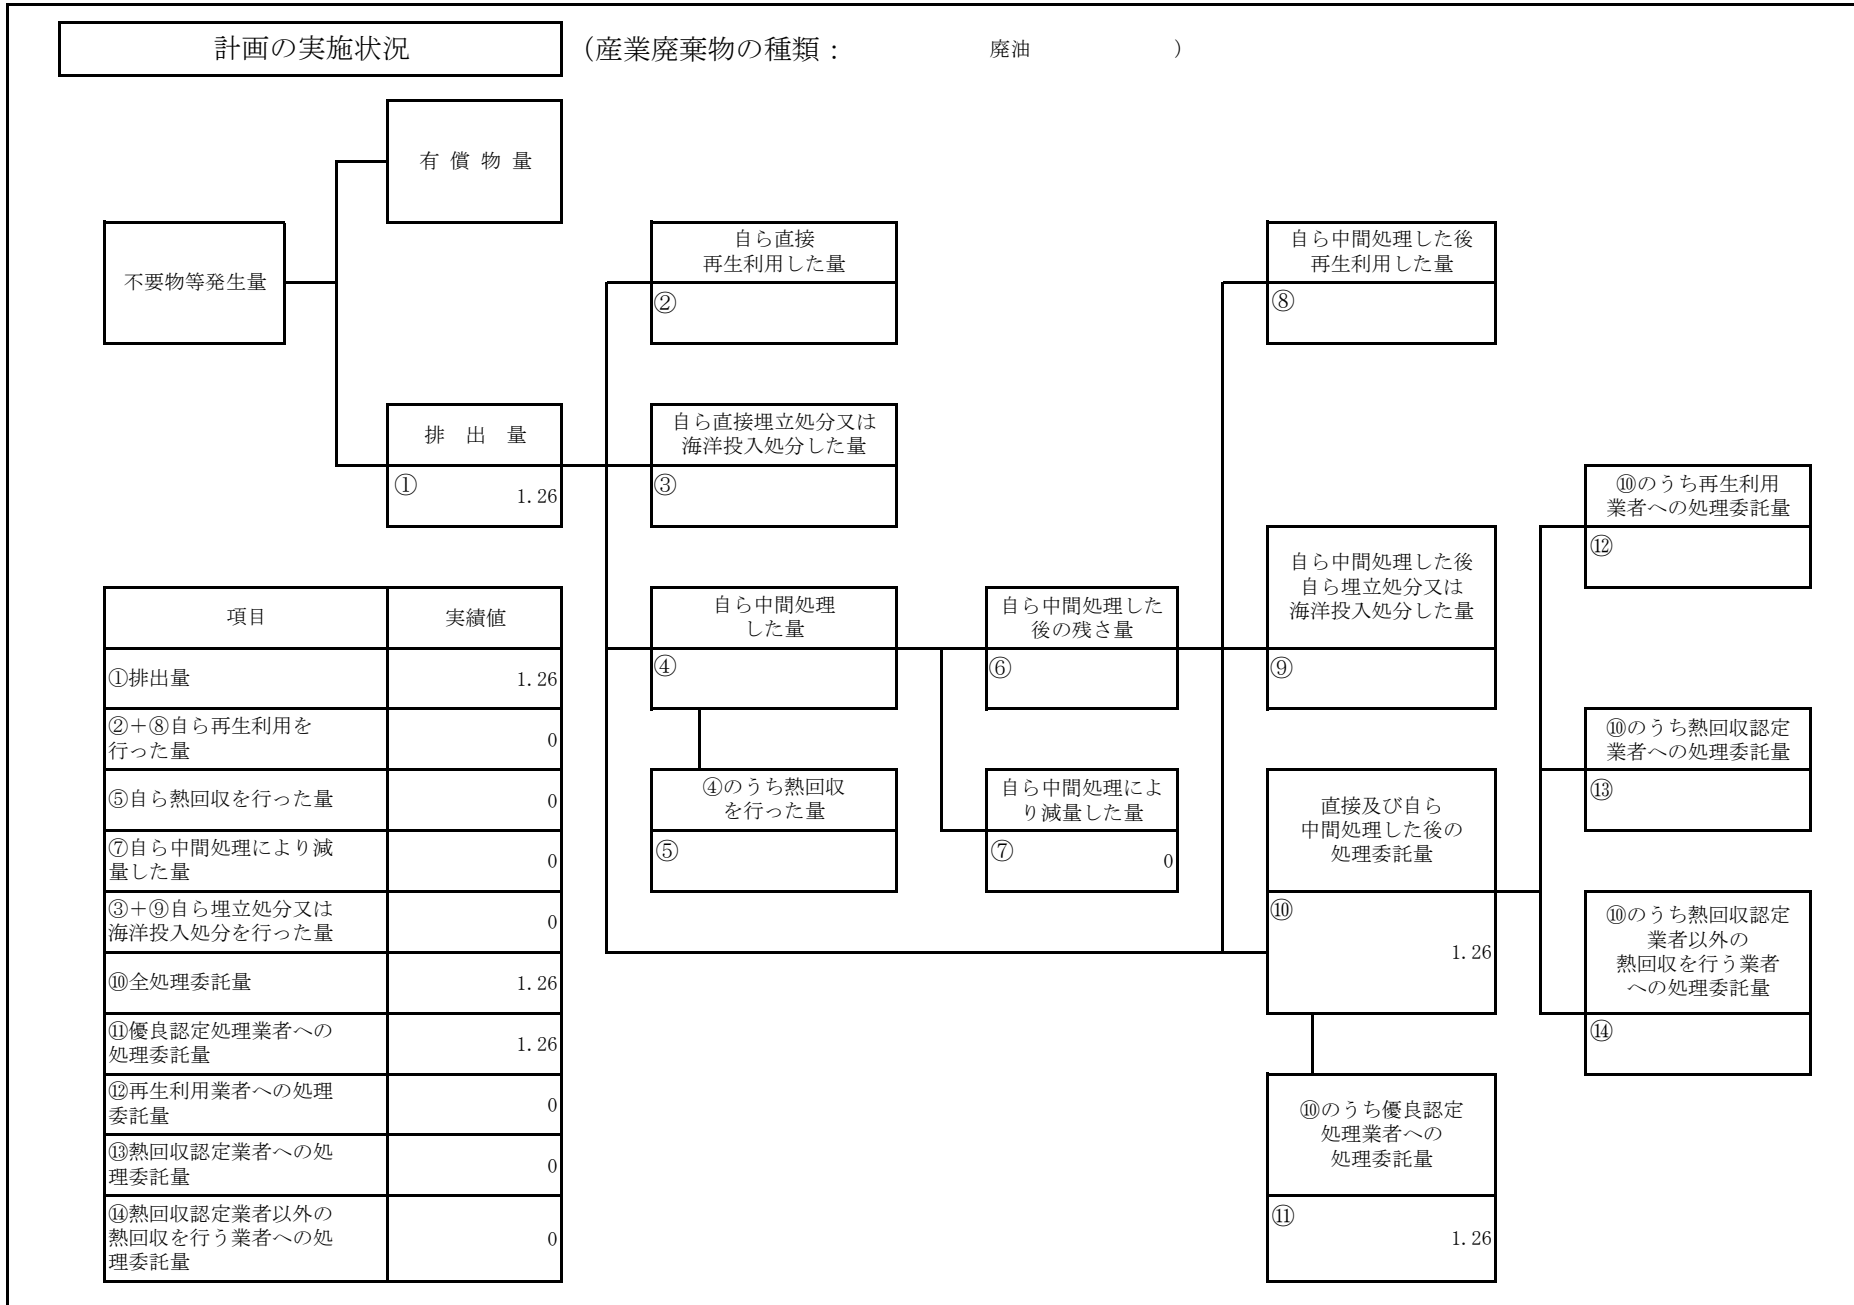 計画の実施状況
(産業廃棄物の種類： 廃油 ）
有 償 物 量
不要物等発生量
自ら直接
再生利用した量
②
自ら中間処理した後
再生利用した量
⑧
排 出 量
① 1.26
自ら直接埋立処分又は
海洋投入処分した量
③
⑩のうち再生利用
業者への処理委託量
⑫
自ら中間処理した後
自ら埋立処分又は
海洋投入処分した量
⑨
自ら中間処理
した量
④
自ら中間処理した
後の残さ量
⑥
④のうち熱回収
を行った量
⑤
自ら中間処理によ
り減量した量
⑦ 0
⑩のうち熱回収認定
業者への処理委託量
⑬
直接及び自ら
中間処理した後の
処理委託量
⑩
1.26
⑩のうち熱回収認定
業者以外の
熱回収を行う業者
への処理委託量
⑭
⑩のうち優良認定
処理業者への
処理委託量
⑪
1.26
項目 実績値
①排出量 1.26
②＋⑧自ら再生利用を
行った量 0
⑤自ら熱回収を行った量 0
⑦自ら中間処理により減
量した量 0
③＋⑨自ら埋立処分又は
海洋投入処分を行った量 0
⑩全処理委託量 1.26
⑪優良認定処理業者への
処理委託量 1.26
⑫再生利用業者への処理
委託量 0
⑬熱回収認定業者への処
理委託量 0
⑭熱回収認定業者以外の
熱回収を行う業者への処
理委託量 0